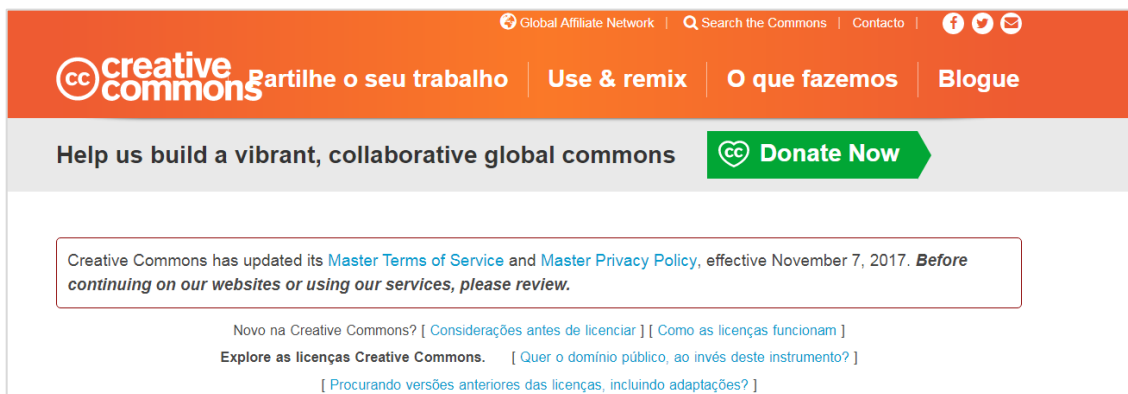 Global Affiliate Network | Search the Commons | Contacto |
cc creative commons
Partilhe o seu trabalho | Use & remix | O que fazemos | Blogue
Help us build a vibrant, collaborative global commons
cc Donate Now
Creative Commons has updated its Master Terms of Service and Master Privacy Policy, effective November 7, 2017. Before
continuing on our websites or using our services, please review.
Novo na Creative Commons? [ Considerações antes de licenciar ] [ Como as licenças funcionam ]
Explore as licenças Creative Commons. [ Quer o domínio público, ao invés deste instrumento? ]
[ Procurando versões anteriores das licenças, incluindo adaptações? ]